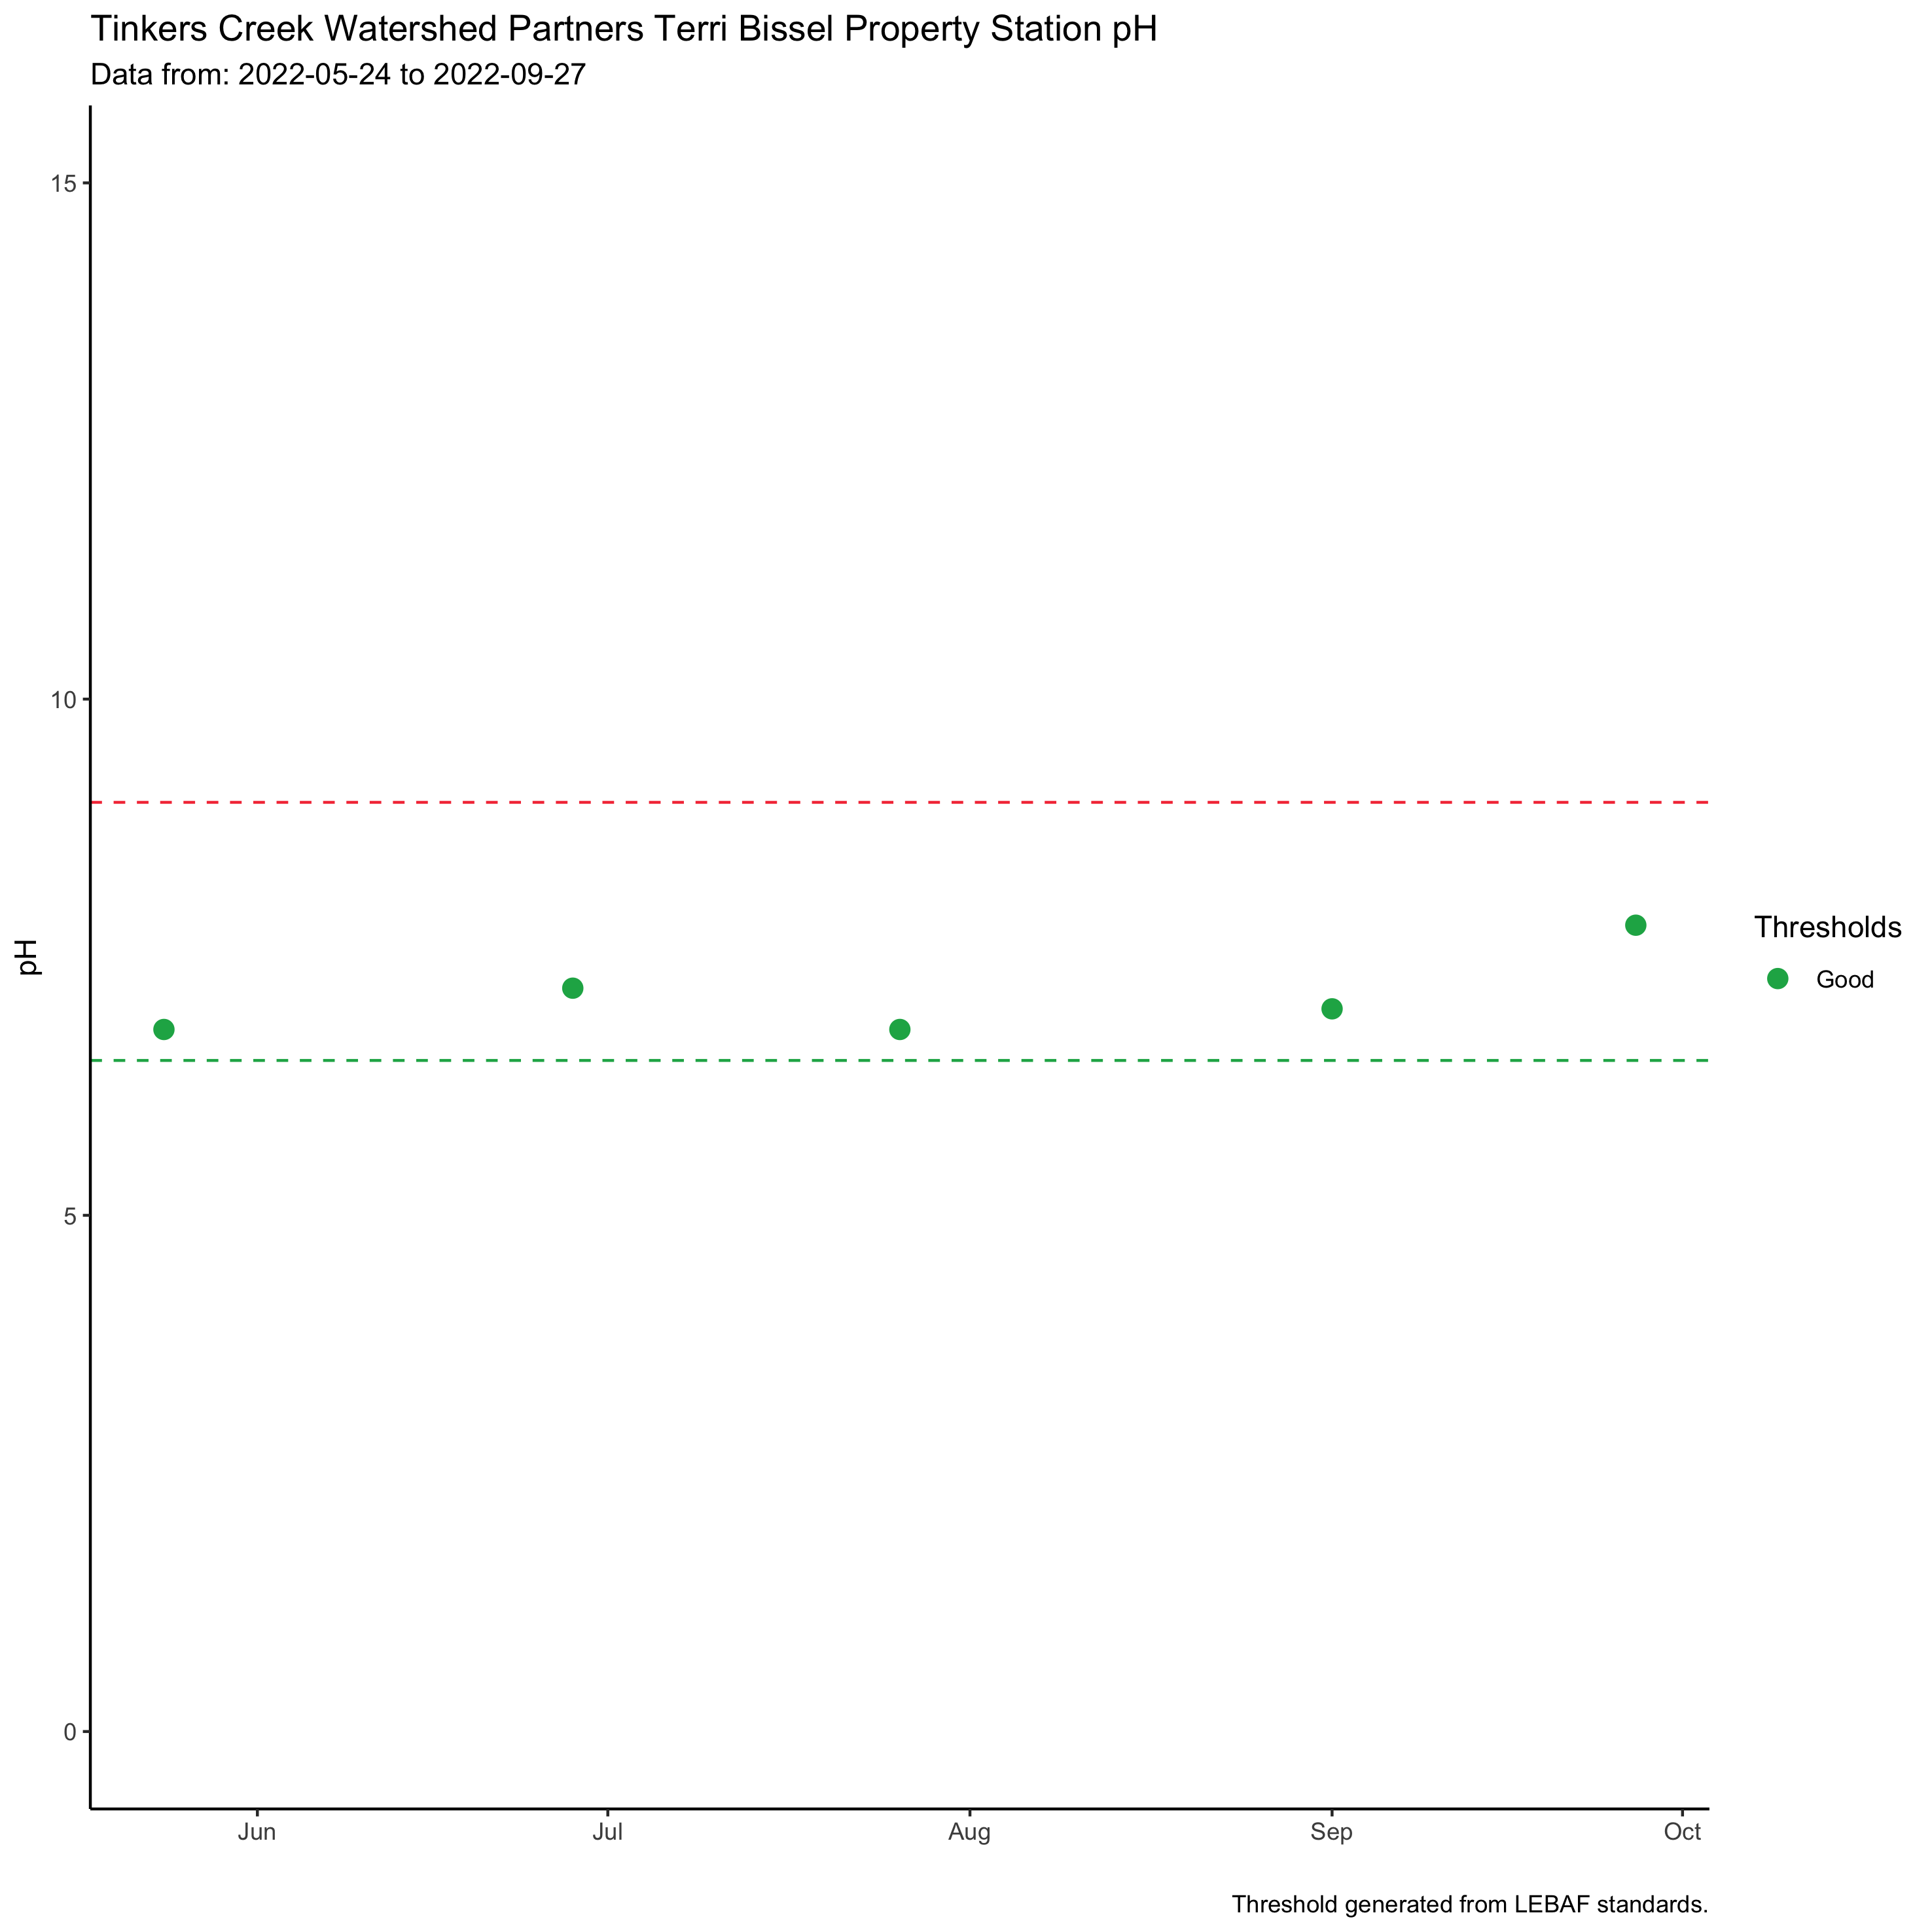 Tinkers Creek Watershed Partners Terri Bissel Property Station pH
Data from: 2022-05-24 to 2022-09-27
15
10
5
0
pH
Jun Jul Aug Sep Oct
Thresholds
Good
Threshold generated from LEBAF standards.